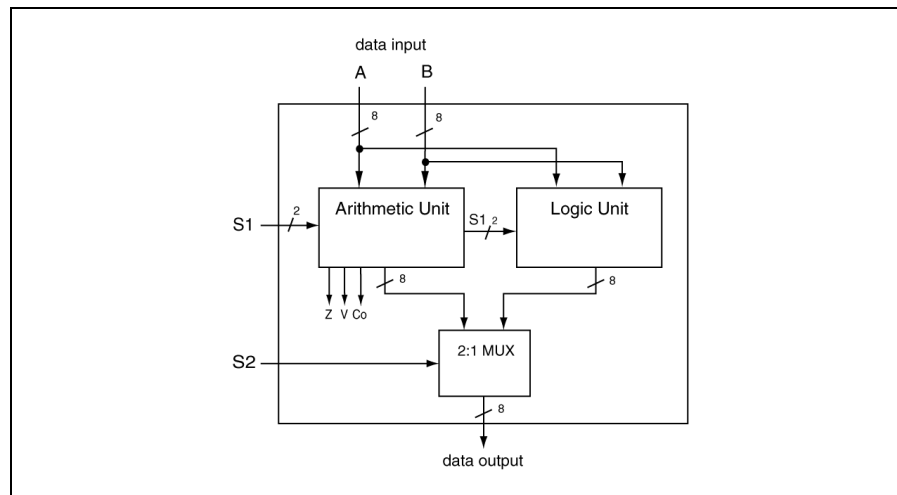 data input
A B
8 8
Arithmetic Unit Logic Unit
S1 2 S1 2
8 8
Z V Co
2:1 MUX
S2
8
data output